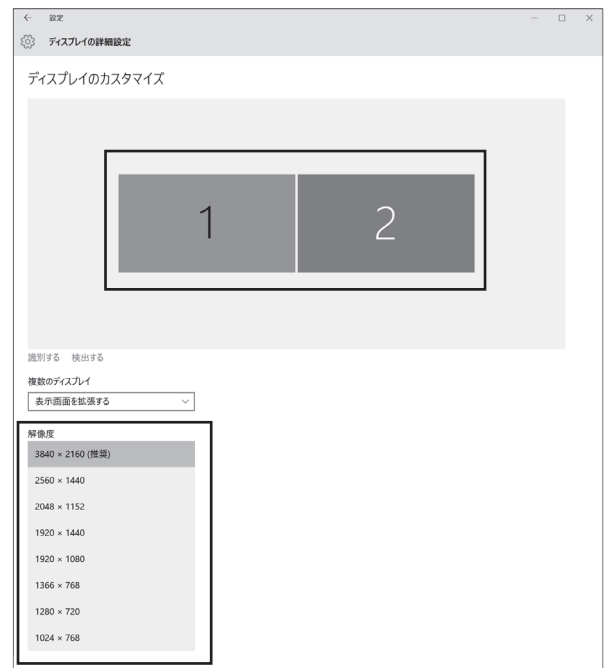 設定
ディスプレイの詳細設定
ディスプレイのカスタマイズ
1 2
識別する 検出する
複数のディスプレイ
表示画面を拡張する
解像度
3840 × 2160 (推奨)
2560 × 1440
2048 × 1152
1920 × 1440
1920 × 1080
1366 × 768
1280 × 720
1024 × 768